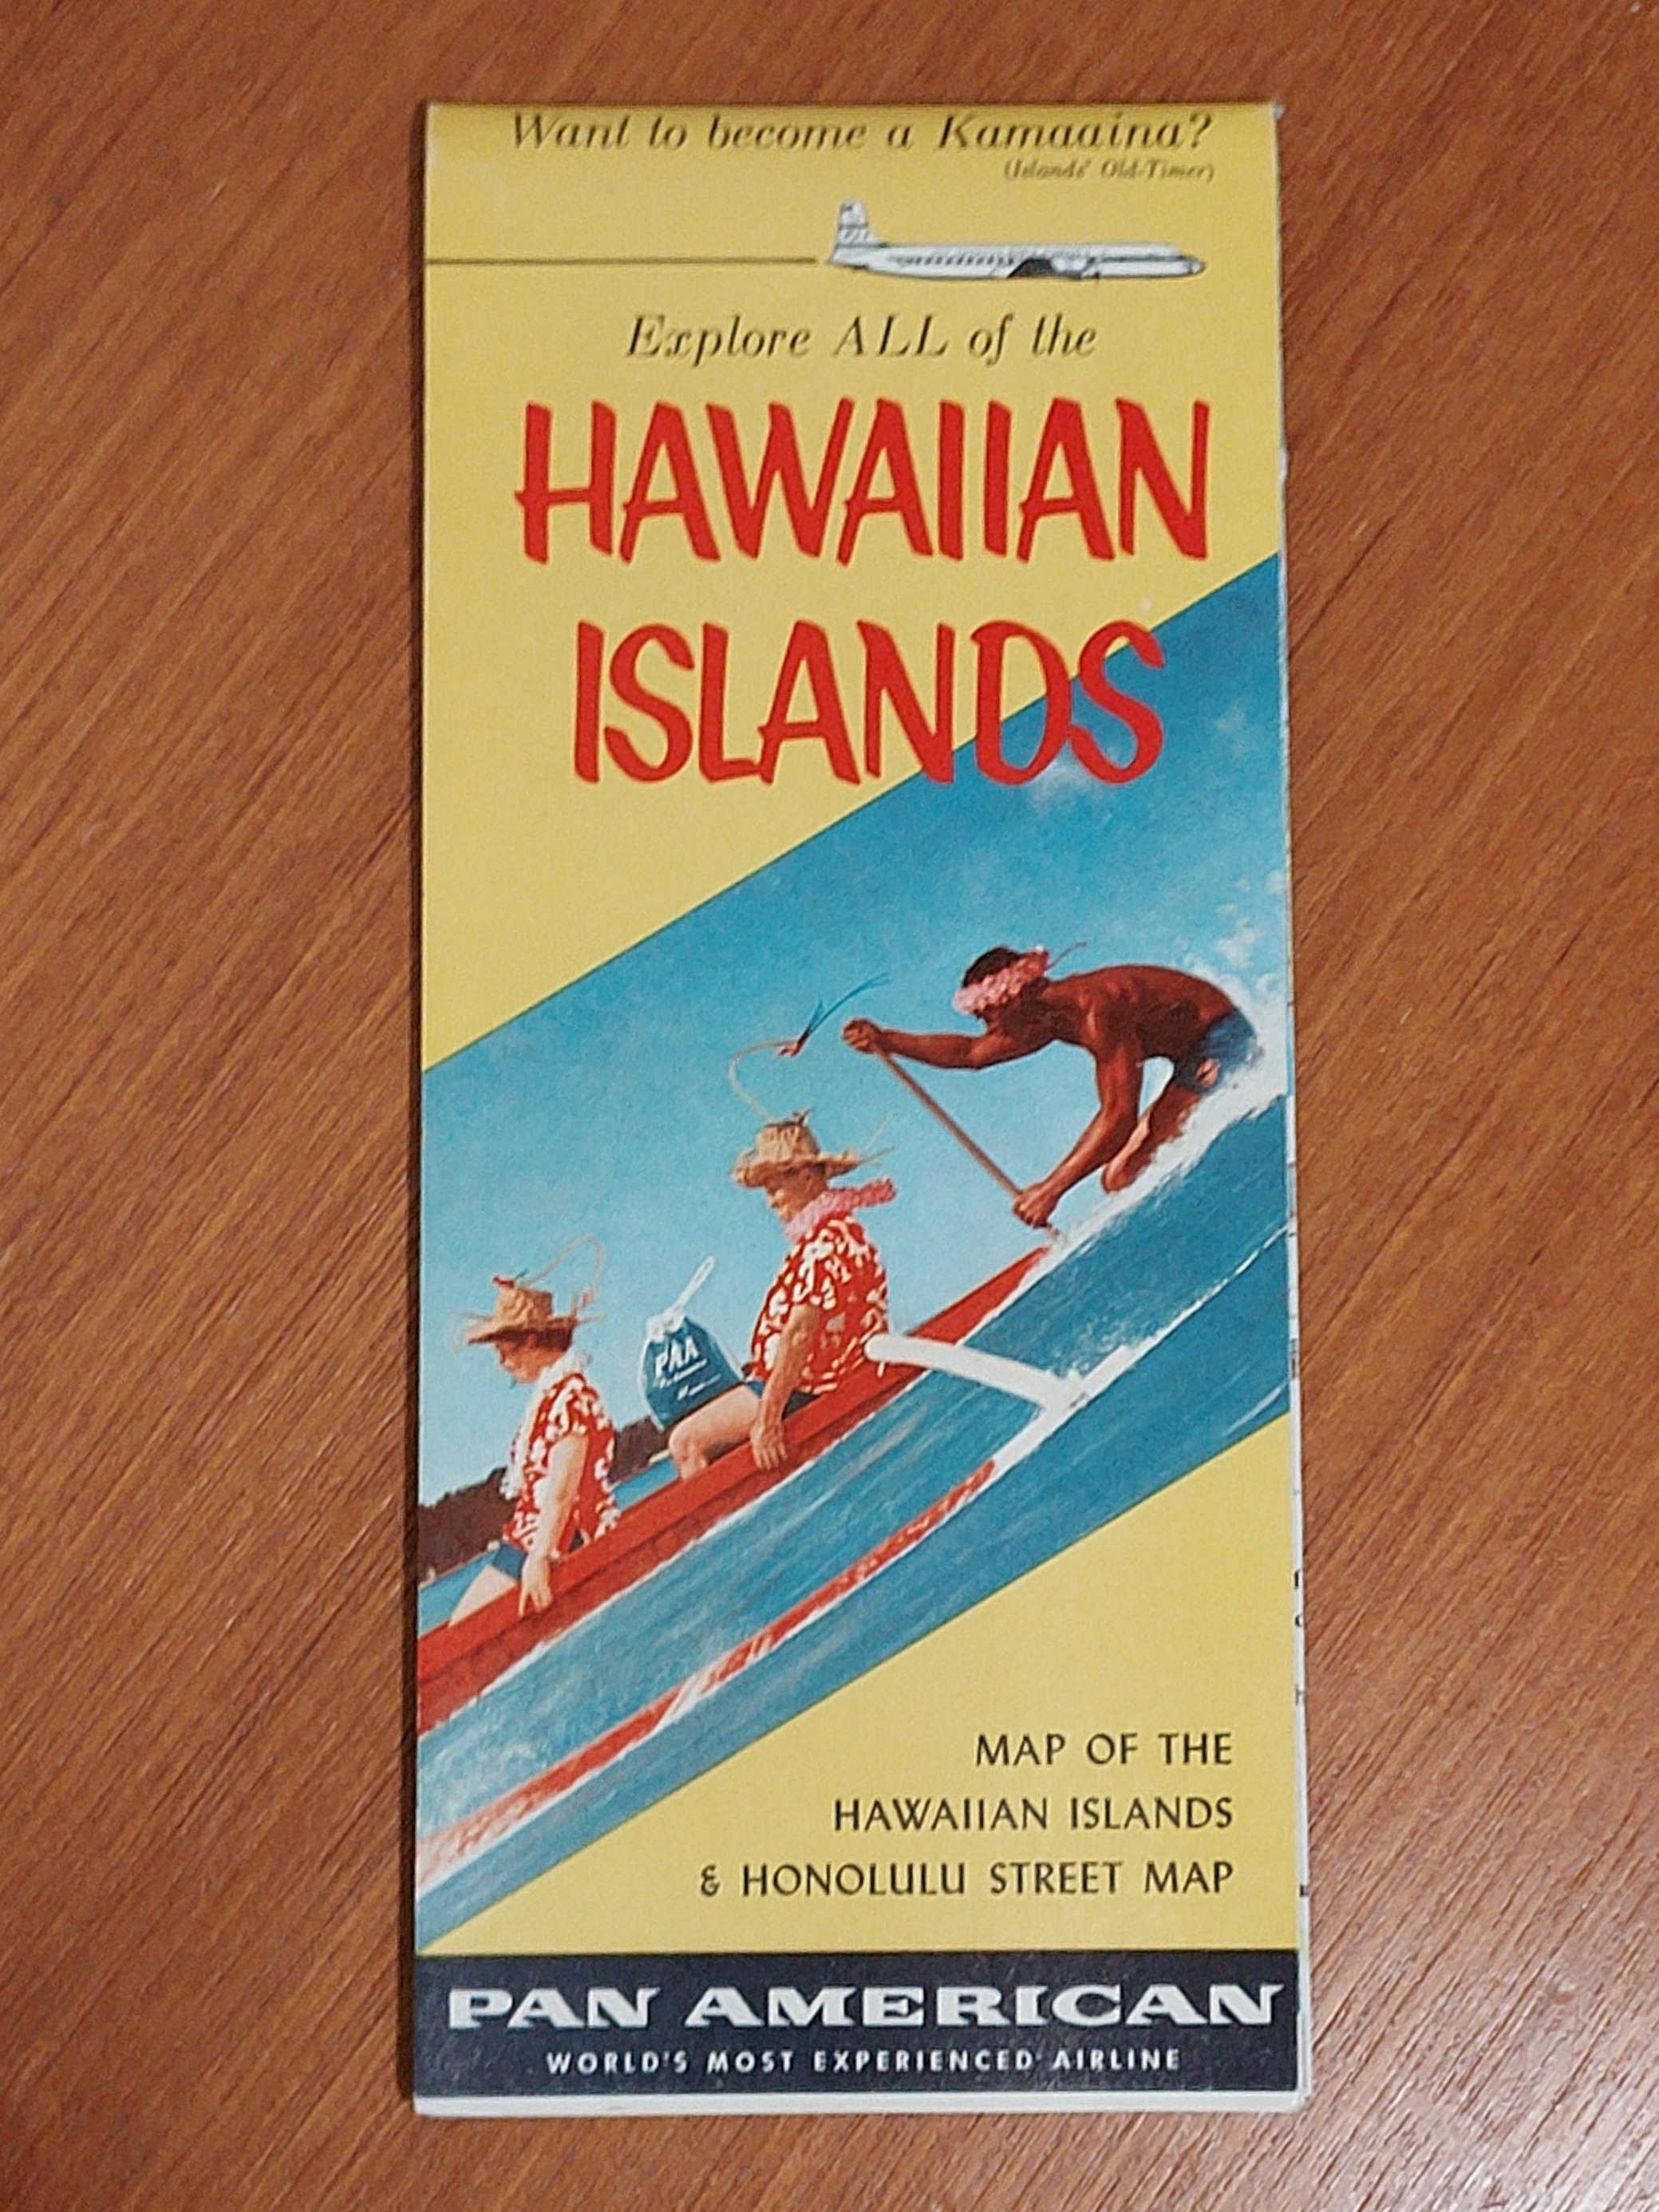 Want to become a Kamaaina?
(Islands' Old-Timer)
Explore ALL of the
HAWAIIAN
ISLANDS
PAA
MAP OF THE
HAWAIIAN ISLANDS
& HONOLULU STREET MAP
PAN AMERICAN
WORLD'S MOST EXPERIENCED AIRLINE